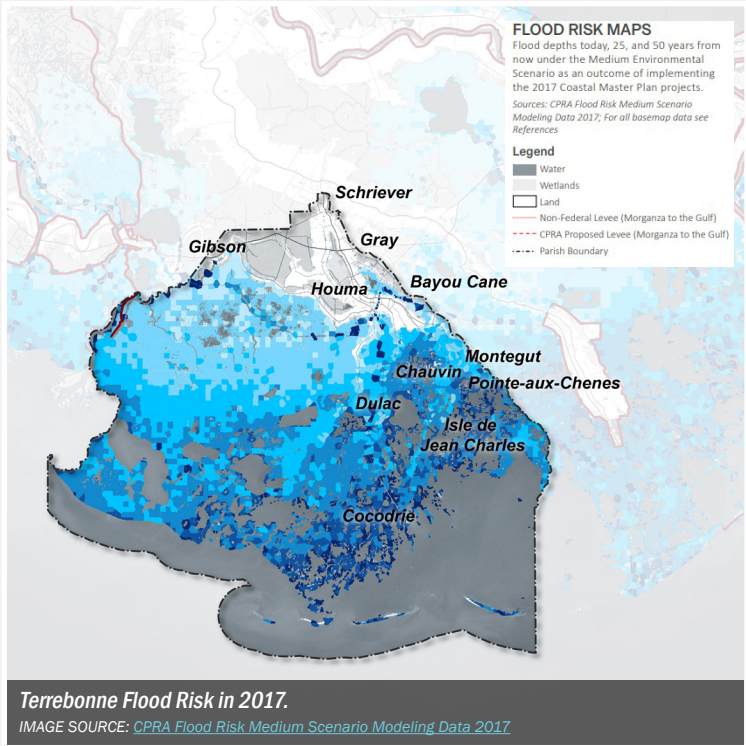 FLOOD RISK MAPS
Flood depths today, 25, and 50 years from
now under the Medium Environmental
Scenario as an outcome of implementing
the 2017 Coastal Master Plan projects.
Sources: CPRA Flood Risk Medium Scenario
Modeling Data 2017; For all basemap data see
References
Legend
Water
Wetlands
Land
Non-Federal Levee (Morganza to the Gulf)
CPRA Proposed Levee (Morganza to the Gulf)
Parish Boundary
Schriever
Gibson
Gray
Houma
Bayou Cane
Montegut
Chauvin
Pointe-aux-Chenes
Dulac
Isle de
Jean Charles
Cocodrie
Terrebonne Flood Risk in 2017.
IMAGE SOURCE: CPRA Flood Risk Medium Scenario Modeling Data 2017